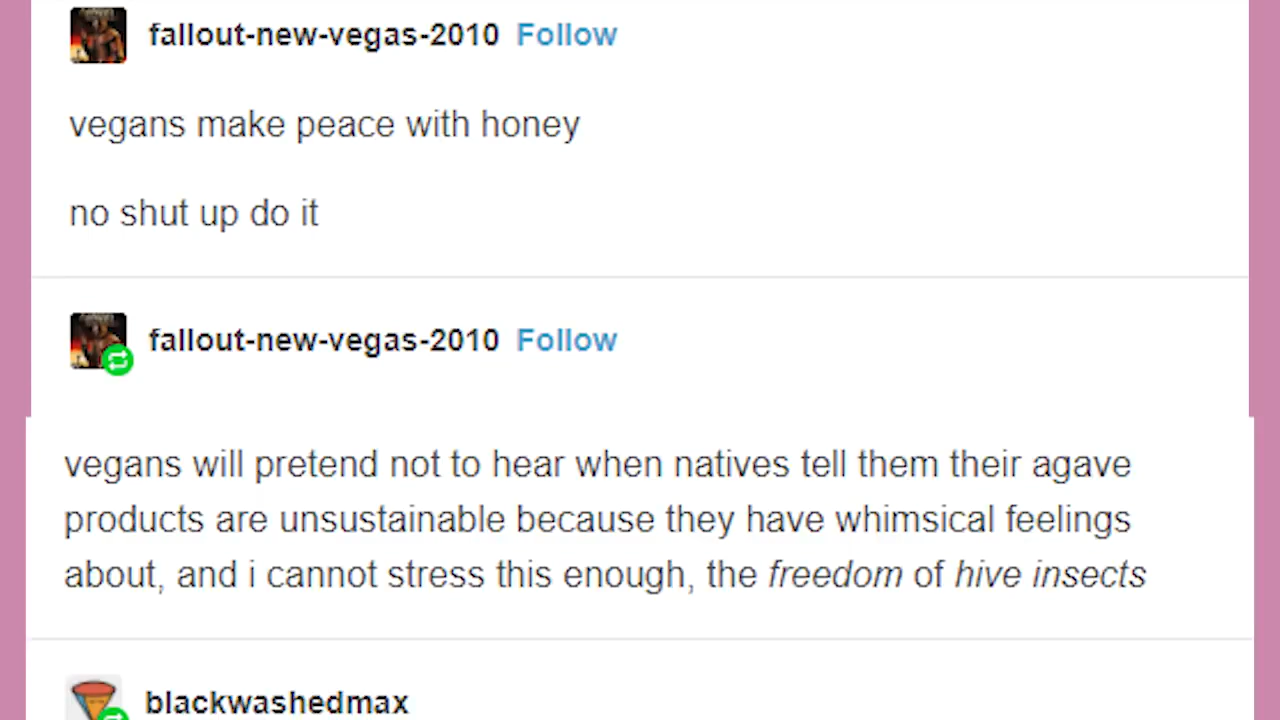 fallout-new-vegas-2010 Follow
vegans make peace with honey
no shut up do it
fallout-new-vegas-2010 Follow
vegans will pretend not to hear when natives tell them their agave
products are unsustainable because they have whimsical feelings
about, and i cannot stress this enough, the freedom of hive insects
blackwashedmax